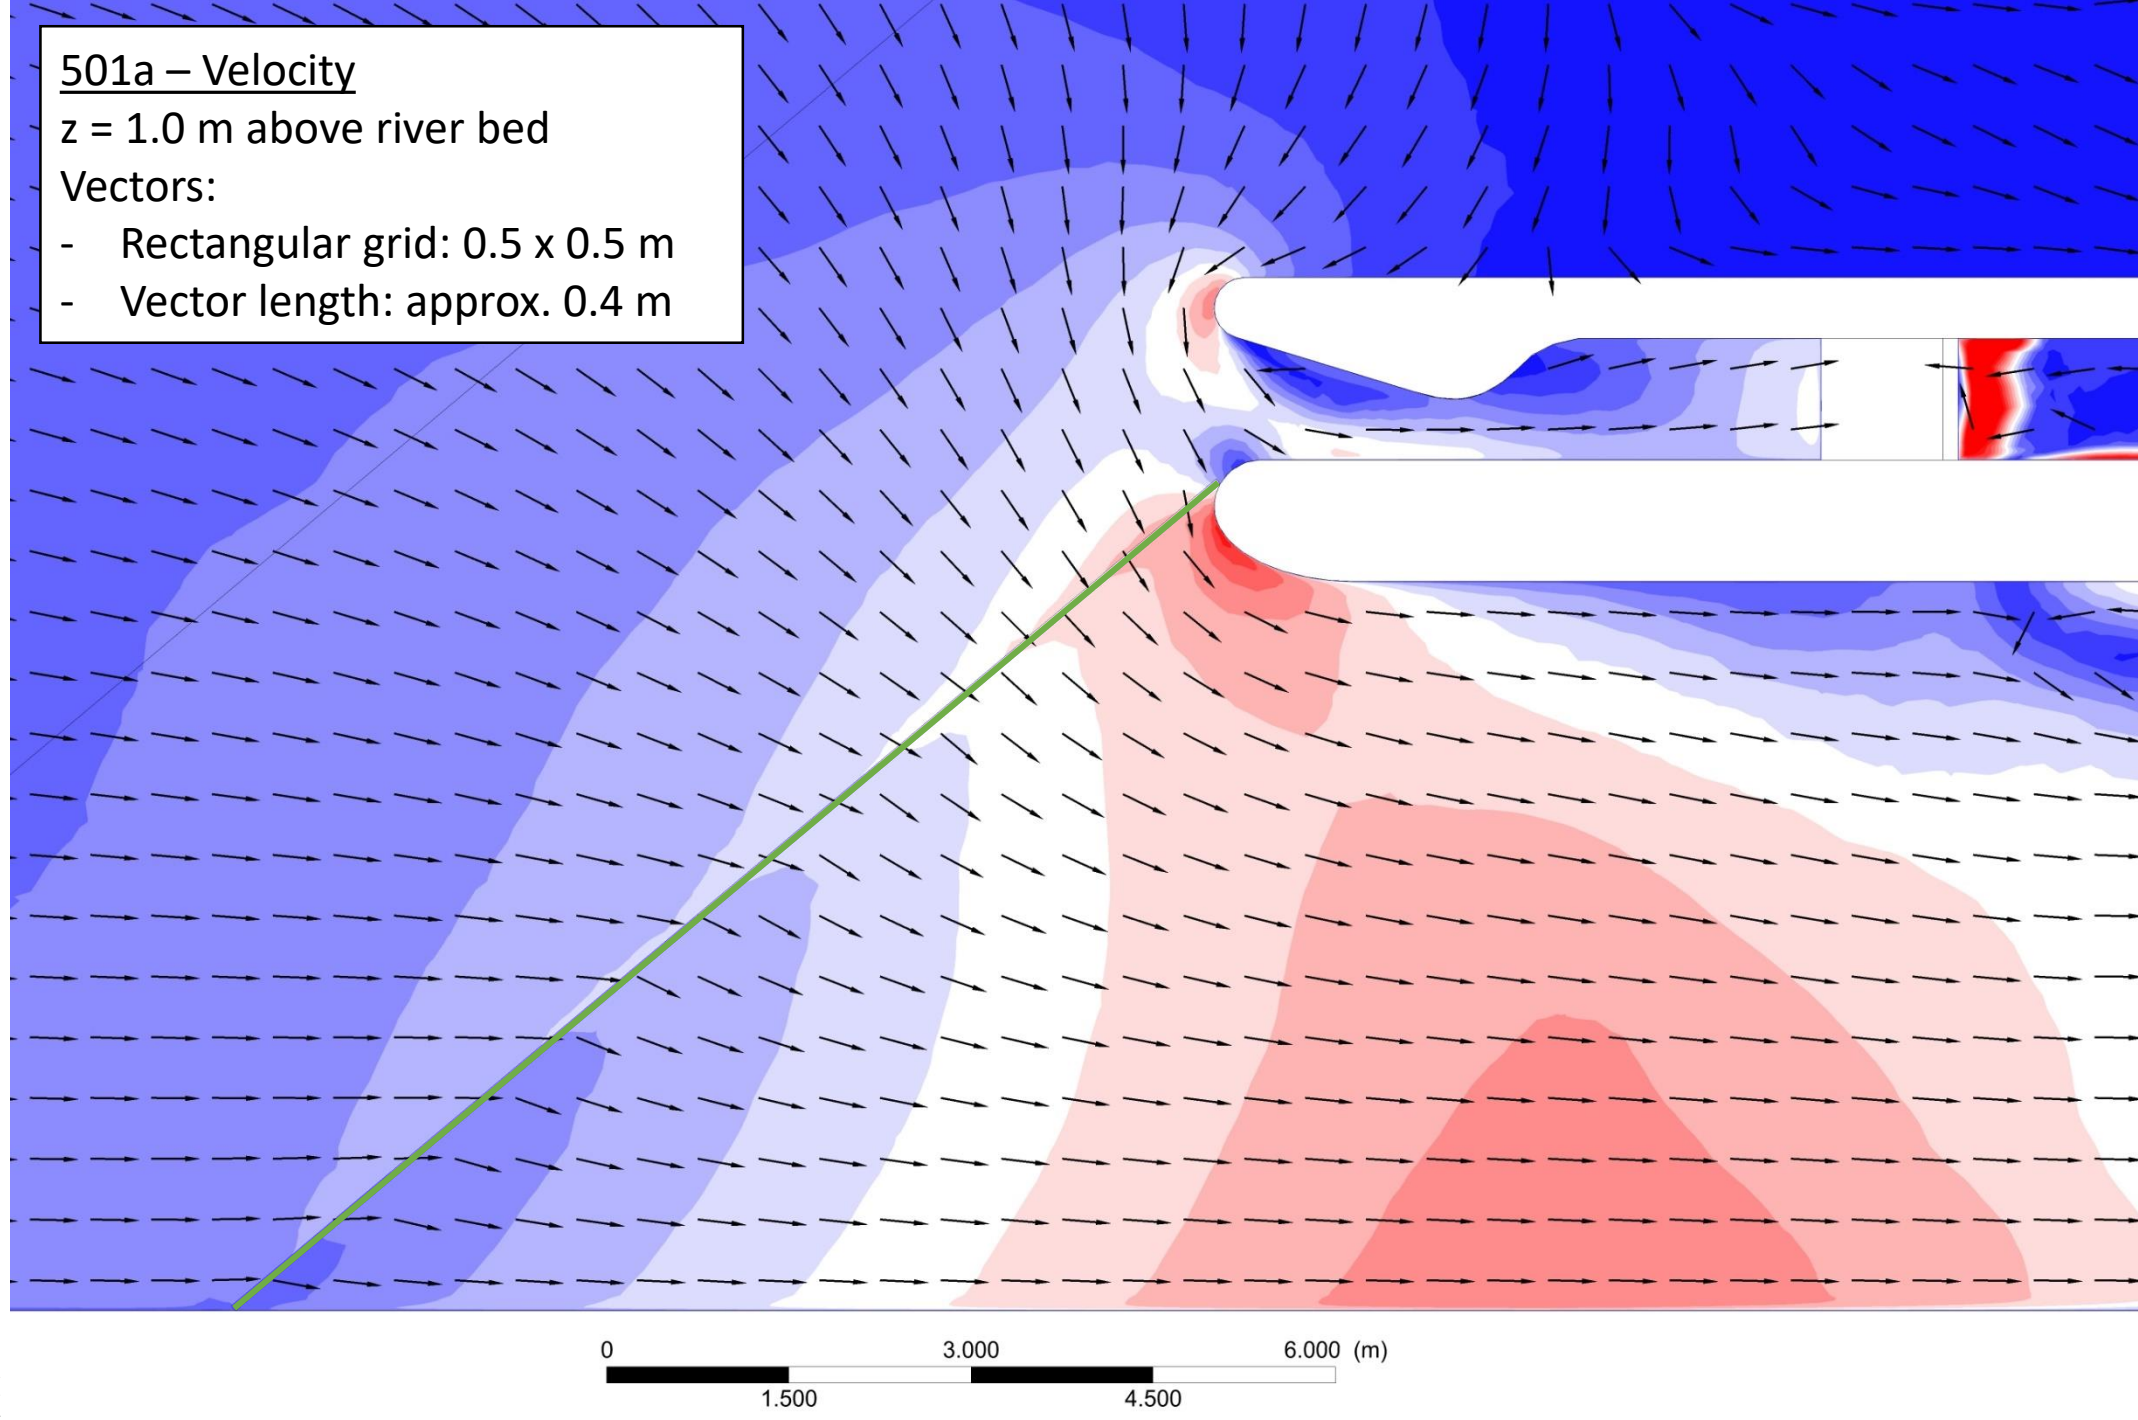 501a – Velocity
z = 1.0 m above river bed
Vectors:
- Rectangular grid: 0.5 x 0.5 m
- Vector length: approx. 0.4 m
0 3.000 6.000 (m)
1.500 4.500